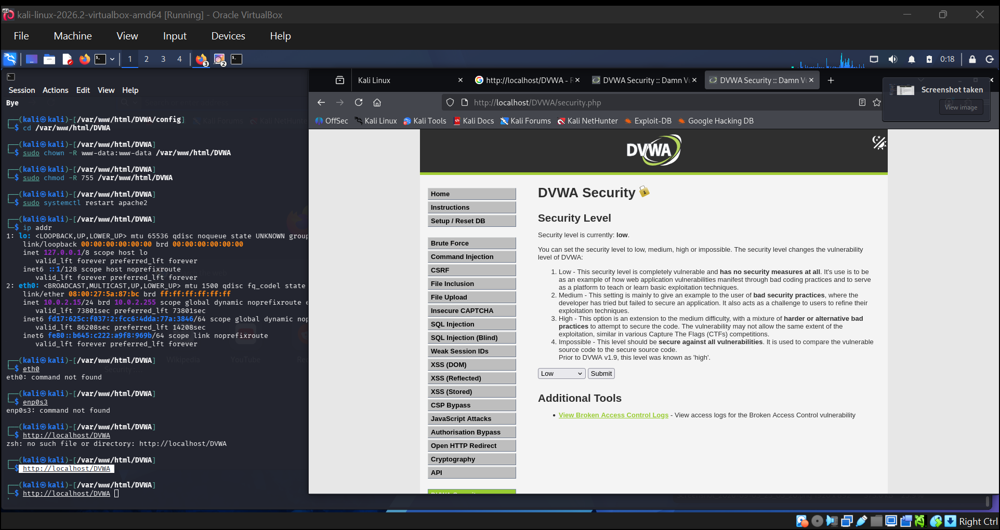 kali-linux-2026.2-virtualbox-amd64 [Running] - Oracle VirtualBox
File Machine View Input Devices Help
1 2 3 4 3 2 0:18
Session Actions Edit View Help
Bye
┌──(kali㉿kali)-[/var/www/html/DVWA/config]
└─$ cd /var/www/html/DVWA
┌──(kali㉿kali)-[/var/www/html/DVWA]
└─$ sudo chown -R www-data:www-data /var/www/html/DVWA
┌──(kali㉿kali)-[/var/www/html/DVWA]
└─$ sudo chmod -R 755 /var/www/html/DVWA
┌──(kali㉿kali)-[/var/www/html/DVWA]
└─$ sudo systemctl restart apache2
┌──(kali㉿kali)-[/var/www/html/DVWA]
└─$ ip addr
1: lo: <LOOPBACK,UP,LOWER_UP> mtu 65536 qdisc noqueue state UNKNOWN group
link/loopback 00:00:00:00:00:00 brd 00:00:00:00:00:00
inet 127.0.0.1/8 scope host lo
valid_lft forever preferred_lft forever
inet6 ::1/128 scope host noprefixroute
valid_lft forever preferred_lft forever
2: eth0: <BROADCAST,MULTICAST,UP,LOWER_UP> mtu 1500 qdisc fq_codel state
link/ether 08:00:27:5a:87:bc brd ff:ff:ff:ff:ff:ff
inet 10.0.2.15/24 brd 10.0.2.255 scope global dynamic noprefixroute e
valid_lft 73801sec preferred_lft 73801sec
inet6 fd17:625c:f037:2:fcc6:4dda:77a:3846/64 scope global dynamic nop
valid_lft 86208sec preferred_lft 14208sec
inet6 fe80::b645:c222:a9f8:969b/64 scope link noprefixroute
valid_lft forever preferred_lft forever
┌──(kali㉿kali)-[/var/www/html/DVWA]
└─$ eth0
eth0: command not found
┌──(kali㉿kali)-[/var/www/html/DVWA]
└─$ enp0s3
enp0s3: command not found
┌──(kali㉿kali)-[/var/www/html/DVWA]
└─$ http://localhost/DVWA
zsh: no such file or directory: http://localhost/DVWA
┌──(kali㉿kali)-[/var/www/html/DVWA]
└─$ http://localhost/DVWA
┌──(kali㉿kali)-[/var/www/html/DVWA]
└─$ http://localhost/DVWA
Wikipedia YouTube
Kali Linux
http://localhost/DVWA -
DVWA Security :: Damn Vu
DVWA Security :: Damn Vu
http://localhost/DVWA/security.php
Screenshot taken
View image
OffSec Kali Linux Kali Tools Kali Docs Kali Forums Kali NetHunter Exploit-DB Google Hacking DB
DVWA
Home
Instructions
Setup / Reset DB
Brute Force
Command Injection
CSRF
File Inclusion
File Upload
Insecure CAPTCHA
SQL Injection
SQL Injection (Blind)
Weak Session IDs
XSS (DOM)
XSS (Reflected)
XSS (Stored)
CSP Bypass
JavaScript Attacks
Authorisation Bypass
Open HTTP Redirect
Cryptography
API
DVWA Security
DVWA Security
Security Level
Security level is currently: low.
You can set the security level to low, medium, high or impossible. The security level changes the vulnerability
level of DVWA:
1. Low - This security level is completely vulnerable and has no security measures at all. It's use is to be
as an example of how web application vulnerabilities manifest through bad coding practices and to serve
as a platform to teach or learn basic exploitation techniques.
2. Medium - This setting is mainly to give an example to the user of bad security practices, where the
developer has tried but failed to secure an application. It also acts as a challenge to users to refine their
exploitation techniques.
3. High - This option is an extension to the medium difficulty, with a mixture of harder or alternative bad
practices to attempt to secure the code. The vulnerability may not allow the same extent of the
exploitation, similar in various Capture The Flags (CTFs) competitions.
4. Impossible - This level should be secure against all vulnerabilities. It is used to compare the vulnerable
source code to the secure source code.
Prior to DVWA v1.9, this level was known as 'high'.
Low Submit
Additional Tools
• View Broken Access Control Logs - View access logs for the Broken Access Control vulnerability
Right Ctrl